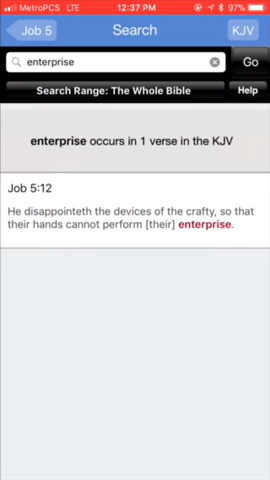 MetroPCS LTE 12:37 PM 97%
Job 5 Search KJV
enterprise Go
Search Range: The Whole Bible Help
enterprise occurs in 1 verse in the KJV
Job 5:12
He disappointeth the devices of the crafty, so that
their hands cannot perform [their] enterprise.